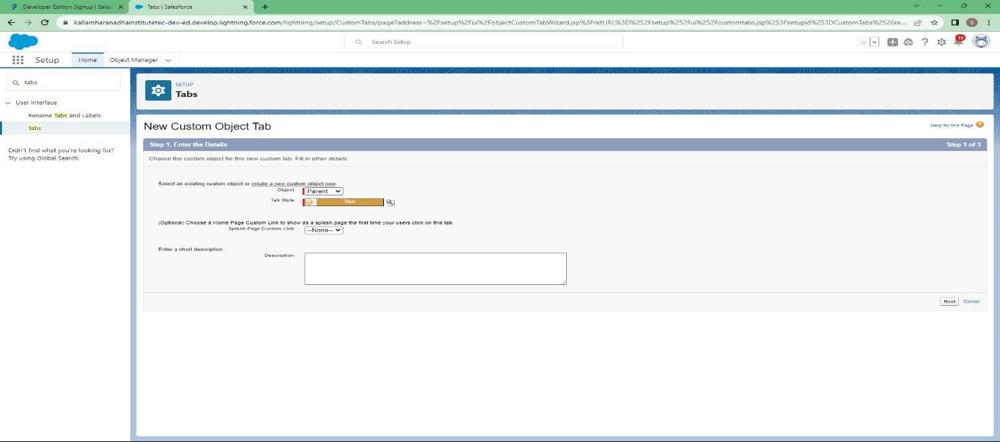 Developer Edition Signup | Sales
Tabs | Salesforce
kallamharanadhainstitutetec-dev-ed.develop.lightning.force.com/lightning/setup/CustomTabs/page?address=%2Fsetup%2Fui%2FobjectCustomTabWizard.jsp%3FretURL%3D%252Fsetup%252Fui%252Fcustomtabs.jsp%253Fsetupid%253DCustomTabs%2526re...
S
Search Setup
12
Setup
Home
Object Manager
tabs
User Interface
Rename Tabs and Labels
Tabs
Didn't find what you're looking for?
Try using Global Search.
SETUP
Tabs
New Custom Object Tab
Help for this Page
Step 1. Enter the Details
Step 1 of 3
Choose the custom object for this new custom tab. Fill in other details.
Select an existing custom object or create a new custom object now.
Object
Parent
Tab Style
Sun
(Optional) Choose a Home Page Custom Link to show as a splash page the first time your users click on this tab.
Splash Page Custom Link
--None--
Enter a short description.
Description
Next
Cancel